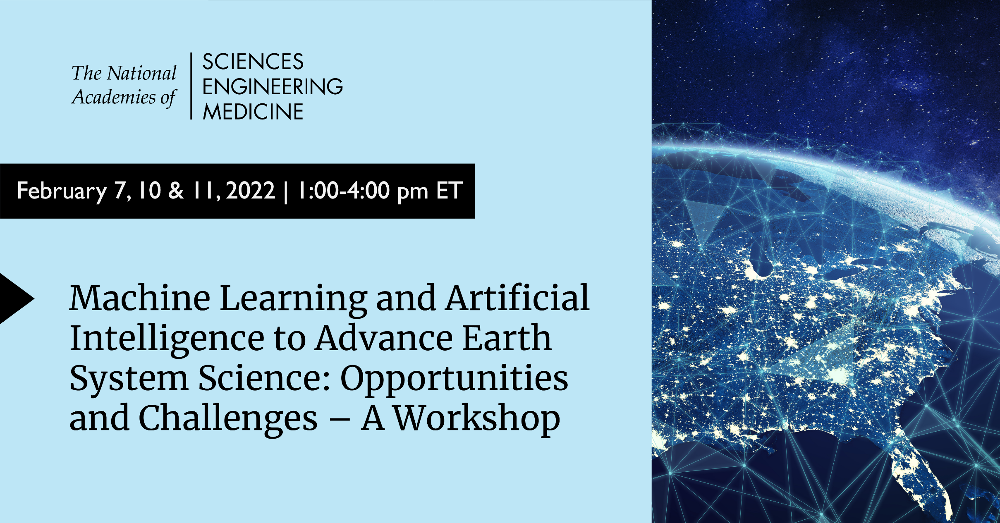 The National
Academies of
SCIENCES
ENGINEERING
MEDICINE
February 7, 10 & 11, 2022 | 1:00-4:00 pm ET
Machine Learning and Artificial
Intelligence to Advance Earth
System Science: Opportunities
and Challenges – A Workshop